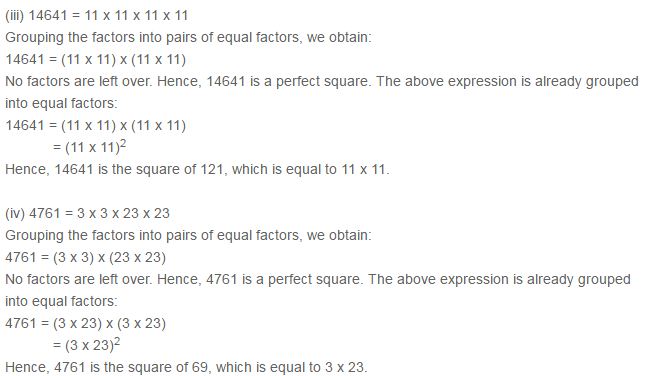 (iii) 14641 = 11 x 11 x 11 x 11
Grouping the factors into pairs of equal factors, we obtain:
14641 = (11 x 11) x (11 x 11)
No factors are left over. Hence, 14641 is a perfect square. The above expression is already grouped
into equal factors:
14641 = (11 x 11) x (11 x 11)
= (11 x 11)²
Hence, 14641 is the square of 121, which is equal to 11 x 11.
(iv) 4761 = 3 x 3 x 23 x 23
Grouping the factors into pairs of equal factors, we obtain:
4761 = (3 x 3) x (23 x 23)
No factors are left over. Hence, 4761 is a perfect square. The above expression is already grouped
into equal factors:
4761 = (3 x 23) x (3 x 23)
= (3 x 23)²
Hence, 4761 is the square of 69, which is equal to 3 x 23.